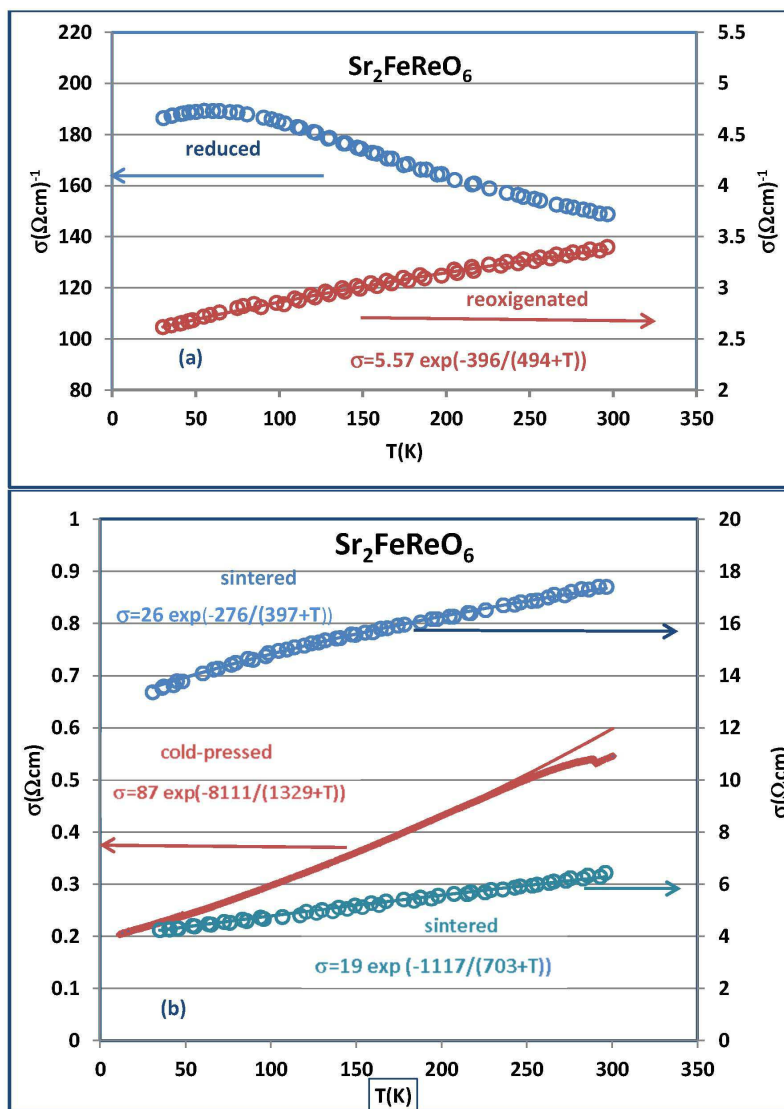 Sr2FeReO6
220
200
180
160
140
120
100
80
5.5
5
4.5
4
3.5
3
2.5
2
σ(Ωcm)-1
σ(Ωcm)-1
reduced
reoxigenated
(a)
σ=5.57 exp(-396/(494+T))
0 50 100 150 200 250 300 350
T(K)
Sr2FeReO6
1
0.9
0.8
0.7
0.6
0.5
0.4
0.3
0.2
0.1
0
20
18
16
14
12
10
8
6
4
2
0
σ(Ωcm)
σ(Ωcm)
sintered
σ=26 exp(-276/(397+T))
cold-pressed
σ=87 exp(-8111/(1329+T))
sintered
σ=19 exp (-1117/(703+T))
(b)
0 50 100 150 200 250 300 350
T(K)